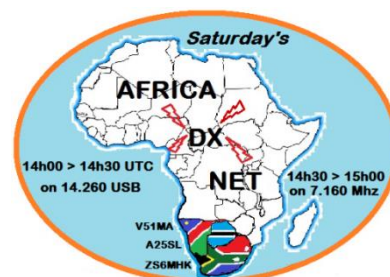 Saturday's
AFRICA
DX
NET
14h00 > 14h30 UTC
on 14.260 USB
14h30 > 15h00
on 7.160 Mhz
V51MA
A25SL
ZS6MHK